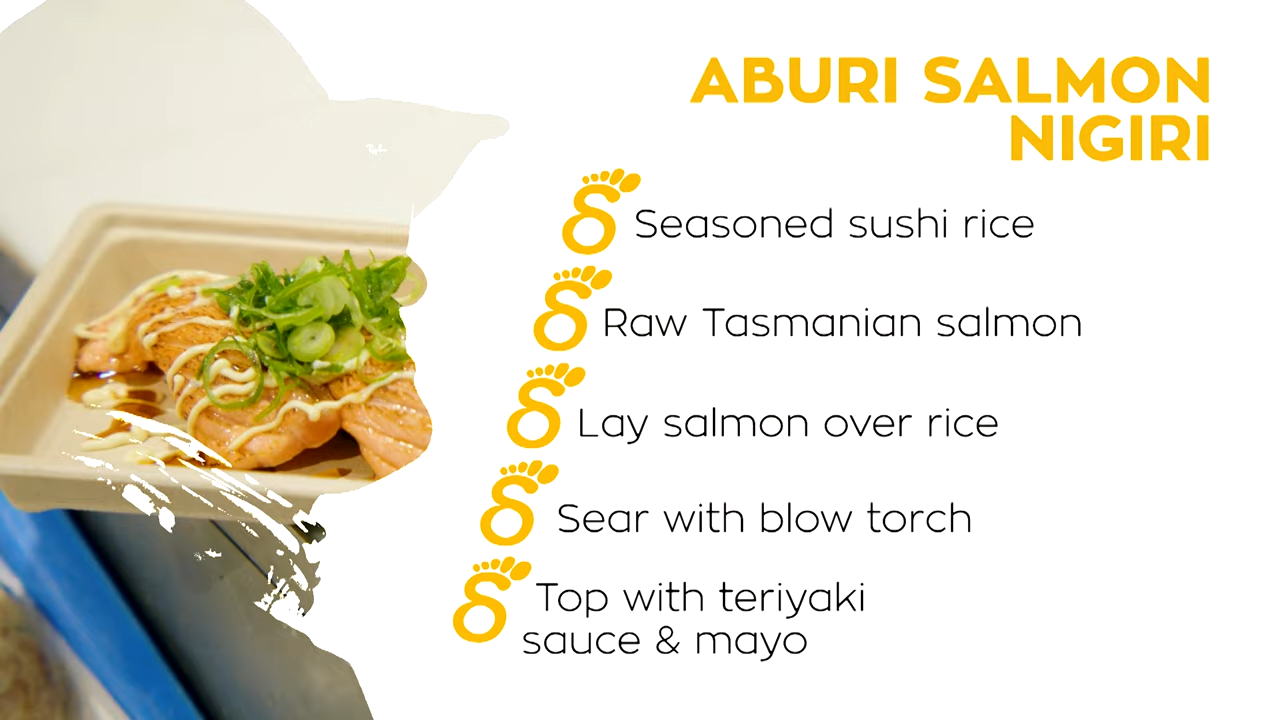 ABURI SALMON
NIGIRI
Seasoned sushi rice
Raw Tasmanian salmon
Lay salmon over rice
Sear with blow torch
Top with teriyaki
sauce & mayo